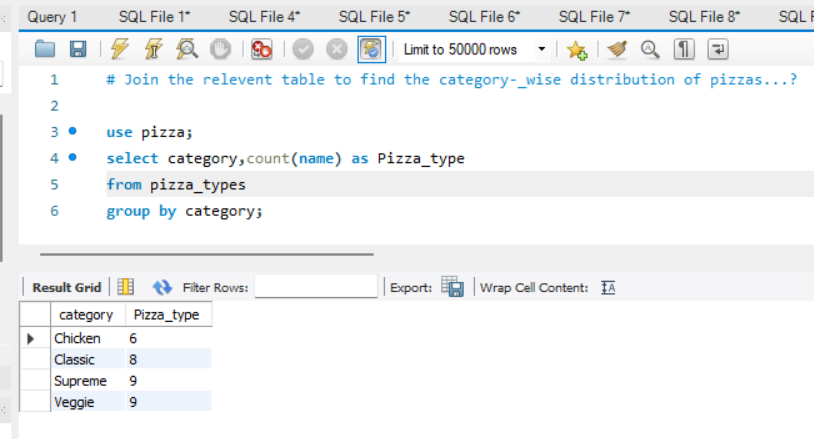 Query 1 SQL File 1* SQL File 4* SQL File 5* SQL File 6* SQL File 7* SQL File 8* SQL F
Limit to 50000 rows
1 # Join the relevent table to find the category-_wise distribution of pizzas...?
2
3 use pizza;
4 select category,count(name) as Pizza_type
5 from pizza_types
6 group by category;
Result Grid Filter Rows: Export: Wrap Cell Content: IA
category Pizza_type
Chicken 6
Classic 8
Supreme 9
Veggie 9